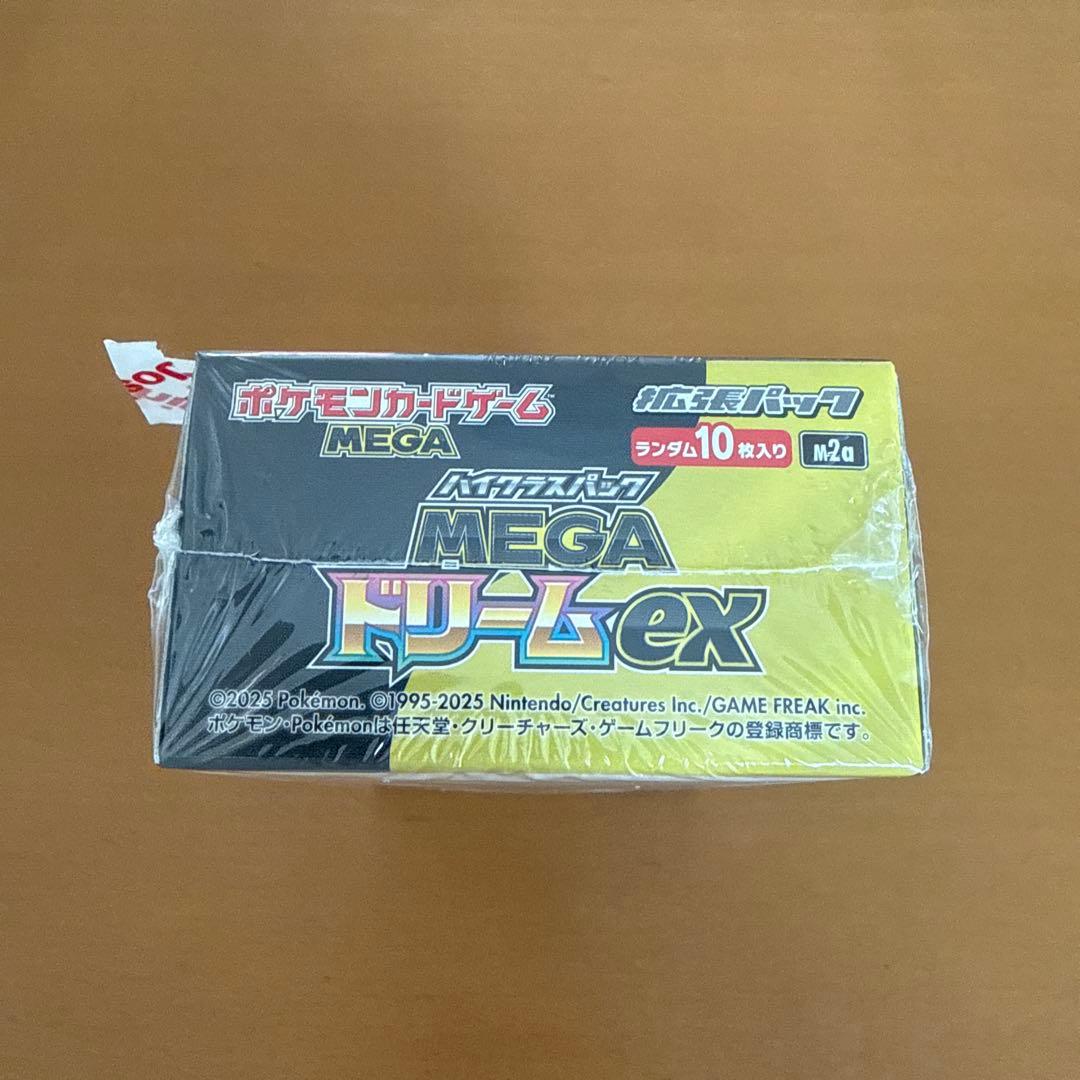 ポケモンカードゲーム™
MEGA
拡張パック
ランダム10枚入り
M2a
ハイクラスパック
MEGA
ドリームex
©2025 Pokémon. ©1995-2025 Nintendo/Creatures Inc./GAME FREAK inc.
ポケモン・Pokémonは任天堂・クリーチャーズ・ゲームフリークの登録商標です。